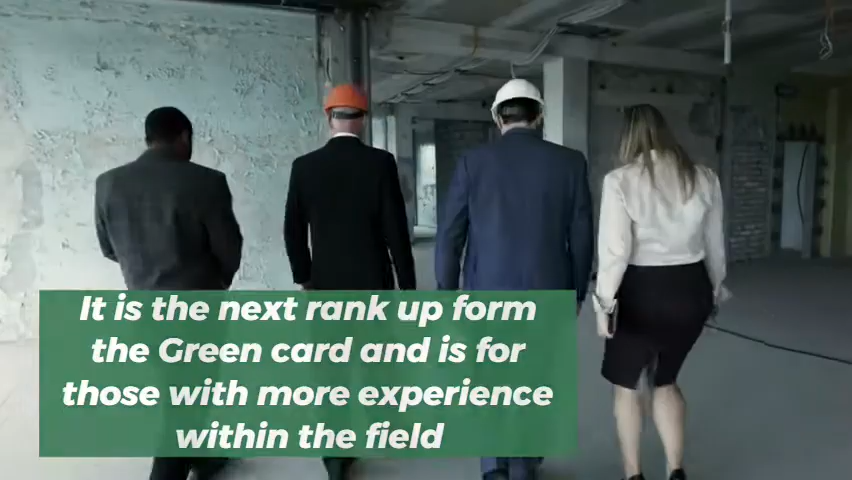 It is the next rank up form
the Green card and is for
those with more experience
within the field